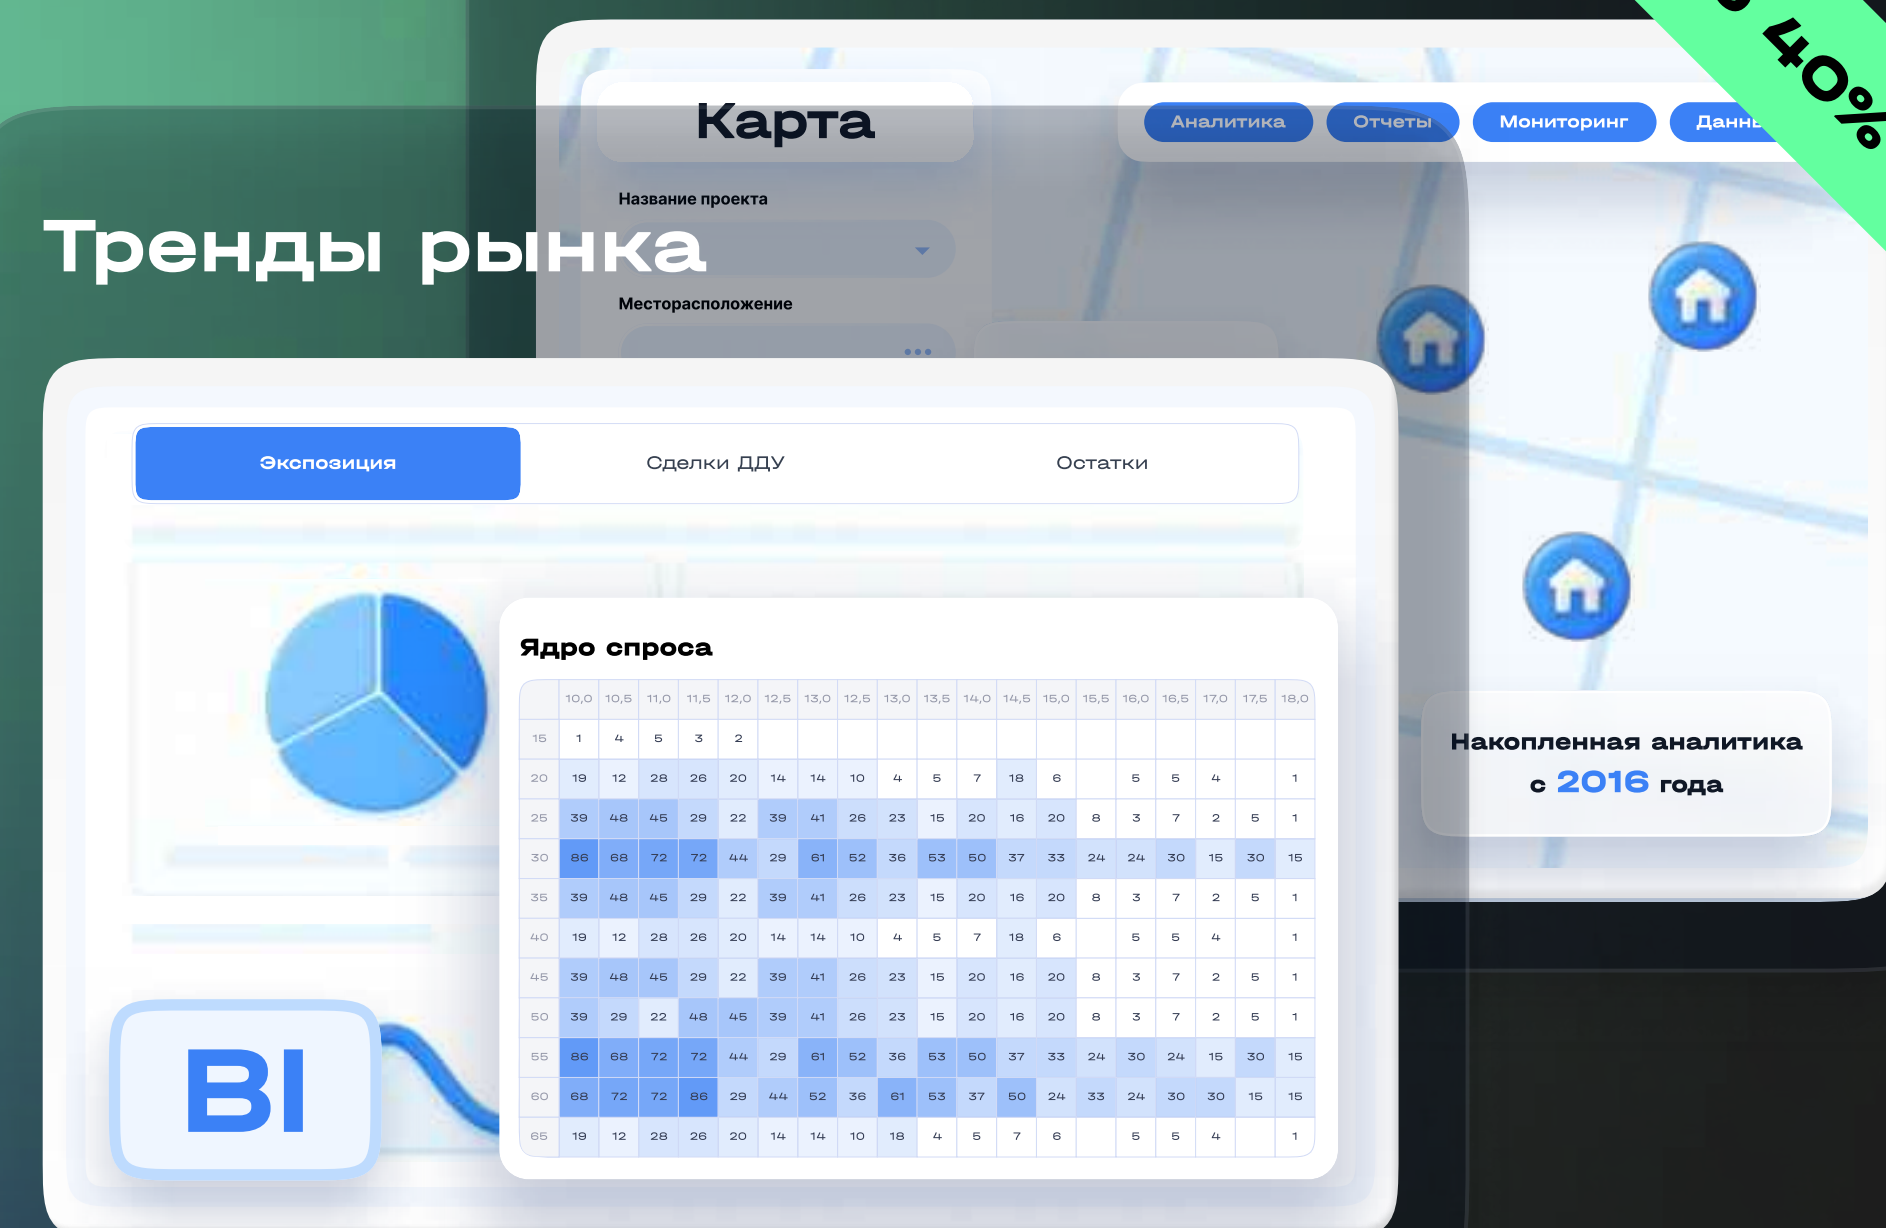 40%
Карта
Аналитика Отчеты Мониторинг
Название проекта
Тренды рынка
Месторасположение
Экспозиция Сделки ДДУ Остатки
Ядро спроса
10,0 10,5 11,0 11,5 12,0 12,5 13,0 12,5 13,0 13,5 14,0 14,5 15,0 15,5 16,0 16,5 17,0 17,5 18,0
15 1 4 5 3 2
20 19 12 28 26 20 14 14 10 4 5 7 18 6 5 5 4 1
25 39 48 45 29 22 39 41 26 23 15 20 16 20 8 3 7 2 5 1
30 86 68 72 72 44 29 61 52 36 53 50 37 33 24 24 30 15 30 15
35 39 48 45 29 22 39 41 26 23 15 20 16 20 8 3 7 2 5 1
40 19 12 28 26 20 14 14 10 4 5 7 18 6 5 5 4 1
45 39 48 45 29 22 39 41 26 23 15 20 16 20 8 3 7 2 5 1
50 39 29 22 48 45 39 41 26 23 15 20 16 20 8 3 7 2 5 1
55 86 68 72 72 44 29 61 52 36 53 50 37 33 24 30 24 15 30 15
60 68 72 72 86 29 44 52 36 61 53 37 50 24 33 24 30 30 15 15
65 19 12 28 26 20 14 14 10 18 4 5 7 6 5 5 4 1
Накопленная аналитика
с 2016 года
BI